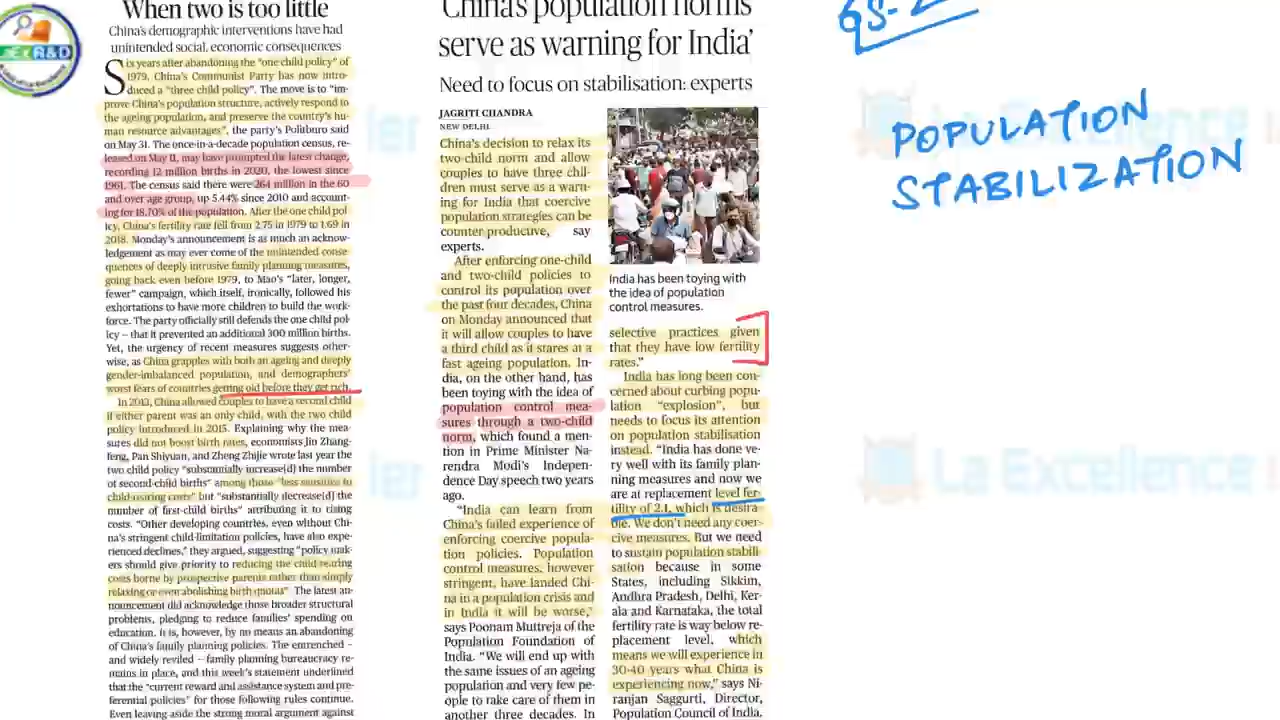 When two is too little
China's demographic interventions have had
unintended social, economic consequences
Six years after abandoning the "one child policy" of
1979, China's Communist Party has now intro-
duced a "three child policy". The move is to "im-
prove China's population structure, actively respond to
the ageing population, and preserve the country's hu-
man resource advantages", the party's Politburo said
on May 31. The once-in-a-decade population census, re-
leased on May 11, may have prompted the latest change,
recording 12 million births in 2020, the lowest since
1961. The census said there were 264 million in the 60
and over age group, up 5.44% since 2010 and account-
ing for 18.70% of the population. After the one child pol-
icy, China's fertility rate fell from 2.75 in 1979 to 1.69 in
2018. Monday's announcement is as much an acknow-
ledgement as may ever come of the unintended conse-
quences of deeply intrusive family planning measures,
going back even before 1979, to Mao's "later, longer,
fewer" campaign, which itself, ironically, followed his
exhortations to have more children to build the work-
force. The party officially still defends the one child pol-
icy – that it prevented an additional 300 million births.
Yet, the urgency of recent measures suggests other-
wise, as China grapples with both an ageing and deeply
gender-imbalanced population, and demographers'
worst fears of countries getting old before they get rich.
In 2013, China allowed couples to have a second child
if either parent was an only child, with the two child
policy introduced in 2015. Explaining why the mea-
sures did not boost birth rates, economists Jin Zhang-
feng, Pan Shiyuan, and Zheng Zhijie wrote last year the
two child policy "substantially increase[d] the number
of second-child births" among those "less sensitive to
child-rearing costs" but "substantially decrease[d] the
number of first-child births" attributing it to rising
costs. "Other developing countries, even without Chi-
na's stringent child-limitation policies, have also expe-
rienced declines," they argued, suggesting "policy mak-
ers should give priority to reducing the child-rearing
costs borne by prospective parents rather than simply
relaxing or even abolishing birth quotas". The latest an-
nouncement did acknowledge those broader structural
problems, pledging to reduce families' spending on
education. It is, however, by no means an abandoning
of China's family planning policies. The entrenched –
and widely reviled – family planning bureaucracy re-
mains in place, and this week's statement underlined
that the "current reward and assistance system and pre-
ferential policies" for those following rules continue.
Even leaving aside the strong moral argument against
China's population norms
serve as warning for India'
Need to focus on stabilisation: experts
JAGRITI CHANDRA
NEW DELHI
China's decision to relax its
two-child norm and allow
couples to have three chil-
dren must serve as a warn-
ing for India that coercive
population strategies can be
counter-productive, say
experts.
After enforcing one-child
and two-child policies to
control its population over
the past four decades, China
on Monday announced that
it will allow couples to have
a third child as it stares at a
fast ageing population. In-
dia, on the other hand, has
been toying with the idea of
population control mea-
sures through a two-child
norm, which found a men-
tion in Prime Minister Na-
rendra Modi's Indepen-
dence Day speech two years
ago.
"India can learn from
China's failed experience of
enforcing coercive popula-
tion policies. Population
control measures, however
stringent, have landed Chi-
na in a population crisis and
in India it will be worse,"
says Poonam Muttreja of the
Population Foundation of
India. "We will end up with
the same issues of an ageing
population and very few peo-
ple to take care of them in
another three decades. In
India has been toying with
the idea of population
control measures.
selective practices given
that they have low fertility
rates."
India has long been con-
cerned about curbing popu-
lation "explosion", but
needs to focus its attention
on population stabilisation
instead. "India has done ve-
ry well with its family plan-
ning measures and now we
are at replacement level fer-
tility of 2.1, which is desira-
ble. We don't need any coer-
cive measures. But we need
to sustain population stabili-
sation because in some
States, including Sikkim,
Andhra Pradesh, Delhi, Ker-
ala and Karnataka, the total
fertility rate is way below re-
placement level, which
means we will experience in
30-40 years what China is
experiencing now," says Ni-
ranjan Saggurti, Director,
Population Council of India.
GS-2
POPULATION
STABILIZATION
La Excellence
R&D